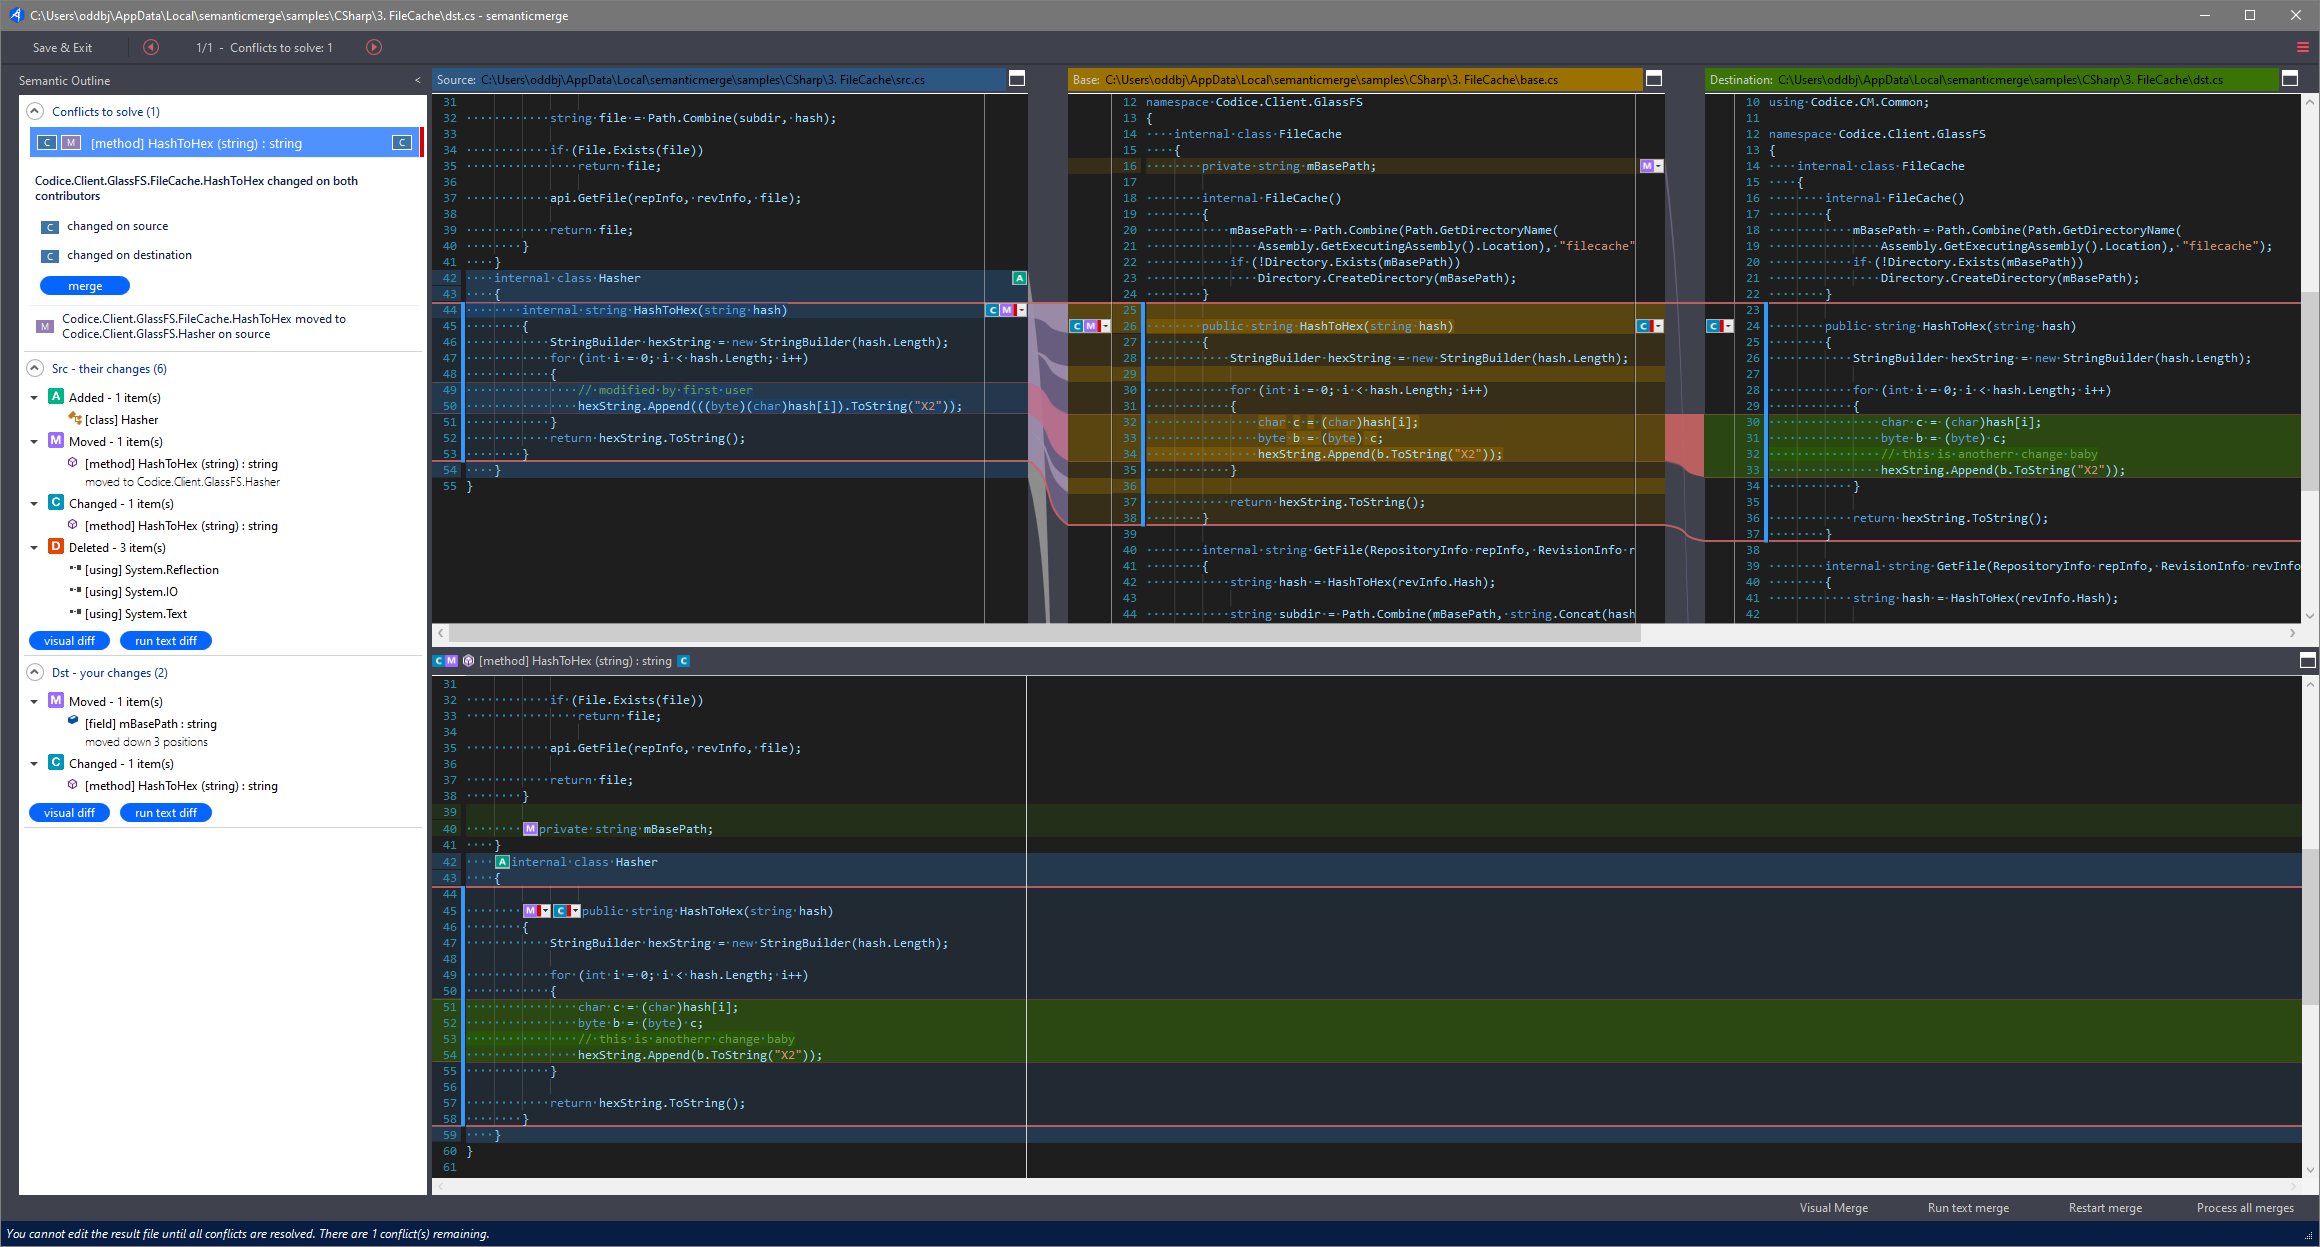 C:\Users\oddbj\AppData\Local\semanticmerge\samples\CSharp\3. FileCache\dst.cs - semanticmerge
Save & Exit
1/1 - Conflicts to solve: 1
Semantic Outline
<
Conflicts to solve (1)
C M [method] HashToHex (string) : string C
Codice.Client.GlassFS.FileCache.HashToHex changed on both
contributors
C changed on source
C changed on destination
merge
M Codice.Client.GlassFS.FileCache.HashToHex moved to
Codice.Client.GlassFS.Hasher on source
Src - their changes (6)
A Added - 1 item(s)
[class] Hasher
M Moved - 1 item(s)
[method] HashToHex (string) : string
moved to Codice.Client.GlassFS.Hasher
C Changed - 1 item(s)
[method] HashToHex (string) : string
D Deleted - 3 item(s)
[using] System.Reflection
[using] System.IO
[using] System.Text
visual diff run text diff
Dst - your changes (2)
M Moved - 1 item(s)
[field] mBasePath : string
moved down 3 positions
C Changed - 1 item(s)
[method] HashToHex (string) : string
visual diff run text diff
Source: C:\Users\oddbj\AppData\Local\semanticmerge\samples\CSharp\3. FileCache\src.cs
31
32 string file = Path.Combine(subdir, hash);
33
34 if (File.Exists(file))
35 return file;
36
37 api.GetFile(repInfo, revInfo, file);
38
39 return file;
40 }
41 }
42 internal class Hasher A
43 {
44 internal string HashToHex(string hash) C M
45 {
46 StringBuilder hexString = new StringBuilder(hash.Length);
47 for (int i = 0; i < hash.Length; i++)
48 {
49 // modified by first user
50 hexString.Append(((byte)(char)hash[i]).ToString("X2"));
51 }
52 return hexString.ToString();
53 }
54 }
55 }
Base: C:\Users\oddbj\AppData\Local\semanticmerge\samples\CSharp\3. FileCache\base.cs
12 namespace Codice.Client.GlassFS
13 {
14 internal class FileCache
15 {
16 private string mBasePath; M
17
18 internal FileCache()
19 {
20 mBasePath = Path.Combine(Path.GetDirectoryName(
21 Assembly.GetExecutingAssembly().Location), "filecache"
22 if (!Directory.Exists(mBasePath))
23 Directory.CreateDirectory(mBasePath);
24 }
25
C M 26 public string HashToHex(string hash) C
27 {
28 StringBuilder hexString = new StringBuilder(hash.Length);
29
30 for (int i = 0; i < hash.Length; i++)
31 {
32 char c = (char)hash[i];
33 byte b = (byte) c;
34 hexString.Append(b.ToString("X2"));
35 }
36
37 return hexString.ToString();
38 }
39
40 internal string GetFile(RepositoryInfo repInfo, RevisionInfo r
41 {
42 string hash = HashToHex(revInfo.Hash);
43
44 string subdir = Path.Combine(mBasePath, string.Concat(hash
Destination: C:\Users\oddbj\AppData\Local\semanticmerge\samples\CSharp\3. FileCache\dst.cs
10 using Codice.CM.Common;
11
12 namespace Codice.Client.GlassFS
13 {
14 internal class FileCache
15 {
16 internal FileCache()
17 {
18 mBasePath = Path.Combine(Path.GetDirectoryName(
19 Assembly.GetExecutingAssembly().Location), "filecache");
20 if (!Directory.Exists(mBasePath))
21 Directory.CreateDirectory(mBasePath);
22 }
23
C 24 public string HashToHex(string hash)
25 {
26 StringBuilder hexString = new StringBuilder(hash.Length);
27
28 for (int i = 0; i < hash.Length; i++)
29 {
30 char c = (char)hash[i];
31 byte b = (byte) c;
32 // this is anotherr change baby
33 hexString.Append(b.ToString("X2"));
34 }
35
36 return hexString.ToString();
37 }
38
39 internal string GetFile(RepositoryInfo repInfo, RevisionInfo revInfo
40 {
41 string hash = HashToHex(revInfo.Hash);
42
C M [method] HashToHex (string) : string C
31
32 if (File.Exists(file))
33 return file;
34
35 api.GetFile(repInfo, revInfo, file);
36
37 return file;
38 }
39
40 M private string mBasePath;
41 }
42 A internal class Hasher
43 {
44
45 M C public string HashToHex(string hash)
46 {
47 StringBuilder hexString = new StringBuilder(hash.Length);
48
49 for (int i = 0; i < hash.Length; i++)
50 {
51 char c = (char)hash[i];
52 byte b = (byte) c;
53 // this is anotherr change baby
54 hexString.Append(b.ToString("X2"));
55 }
56
57 return hexString.ToString();
58 }
59 }
60 }
61
Visual Merge Run text merge Restart merge Process all merges
You cannot edit the result file until all conflicts are resolved. There are 1 conflict(s) remaining.